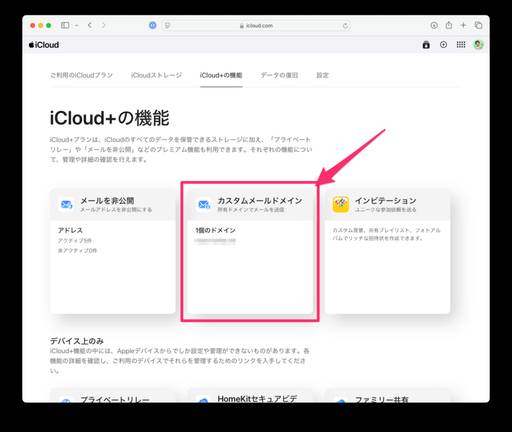 icloud.com
iCloud
ご利用のiCloudプラン
iCloudストレージ
iCloud+の機能
データの復旧
設定
iCloud+の機能
iCloud+プランは、iCloudのすべてのデータを保管できるストレージに加え、「プライベート
リレー」や「メールを非公開」などのプレミアム機能も利用できます。それぞれの機能につい
て、管理や詳細の確認を行えます。
メールを非公開
メールアドレスを非公開にする
アドレス
アクティブ5件
非アクティブ0件
カスタムメールドメイン
所有ドメインでメールを送信
1個のドメイン
インビテーション
ユニークな参加依頼を送る
カスタム背景、共有プレイリスト、フォトアル
バムでリッチな招待状を作成できます。
デバイス上のみ
iCloud+機能の中には、Appleデバイスからでしか設定や管理ができないものがあります。各
機能の詳細を確認し、ご利用のデバイスでそれらを管理するためのリンクを入手してくださ
い。
プライベートリレー
HomeKitセキュアビデ
ファミリー共有